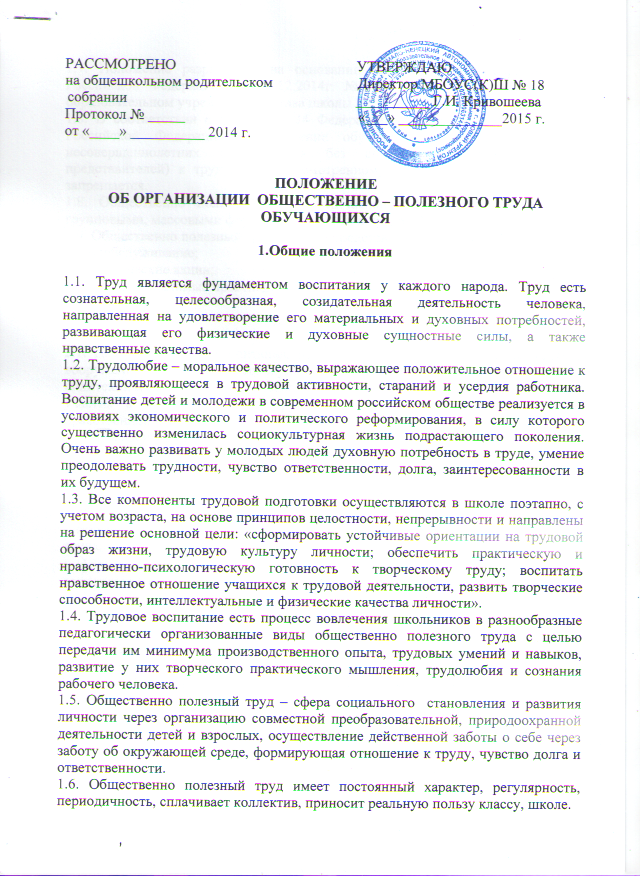 РАССМОТРЕНО
на общешкольном родительском
собрании
Протокол № _____
от «____» __________ 2014 г.
УТВЕРЖДАЮ
Директор МБОУС(К)Ш № 18
Г.И. Кривошеева
2015 г.
ПОЛОЖЕНИЕ
ОБ ОРГАНИЗАЦИИ ОБЩЕСТВЕННО – ПОЛЕЗНОГО ТРУДА
ОБУЧАЮЩИХСЯ
1.Общие положения
1.1. Труд является фундаментом воспитания у каждого народа. Труд есть
сознательная, целесообразная, созидательная деятельность человека,
направленная на удовлетворение его материальных и духовных потребностей,
развивающая его физические и духовные сущностные силы, а также
нравственные качества.
1.2. Трудолюбие – моральное качество, выражающее положительное отношение к
труду, проявляющееся в трудовой активности, стараний и усердия работника.
Воспитание детей и молодежи в современном российском обществе реализуется в
условиях экономического и политического реформирования, в силу которого
существенно изменилась социокультурная жизнь подрастающего поколения.
Очень важно развивать у молодых людей духовную потребность в труде, умение
преодолевать трудности, чувство ответственности, долга, заинтересованности в
их будущем.
1.3. Все компоненты трудовой подготовки осуществляются в школе поэтапно, с
учетом возраста, на основе принципов целостности, непрерывности и направлены
на решение основной цели: «сформировать устойчивые ориентации на трудовой
образ жизни, трудовую культуру личности; обеспечить практическую и
нравственно-психологическую готовность к творческому труду; воспитать
нравственное отношение учащихся к трудовой деятельности, развить творческие
способности, интеллектуальные и физические качества личности».
1.4. Трудовое воспитание есть процесс вовлечения школьников в разнообразные
педагогически организованные виды общественно полезного труда с целью
передачи им минимума производственного опыта, трудовых умений и навыков,
развитие у них творческого практического мышления, трудолюбия и сознания
рабочего человека.
1.5. Общественно полезный труд – сфера социального становления и развития
личности через организацию совместной преобразовательной, природоохранной
деятельности детей и взрослых, осуществление действенной заботы о себе через
заботу об окружающей среде, формирующая отношение к труду, чувство долга и
ответственности.
1.6. Общественно полезный труд имеет постоянный характер, регулярность,
периодичность, сплачивает коллектив, приносит реальную пользу классу, школе.